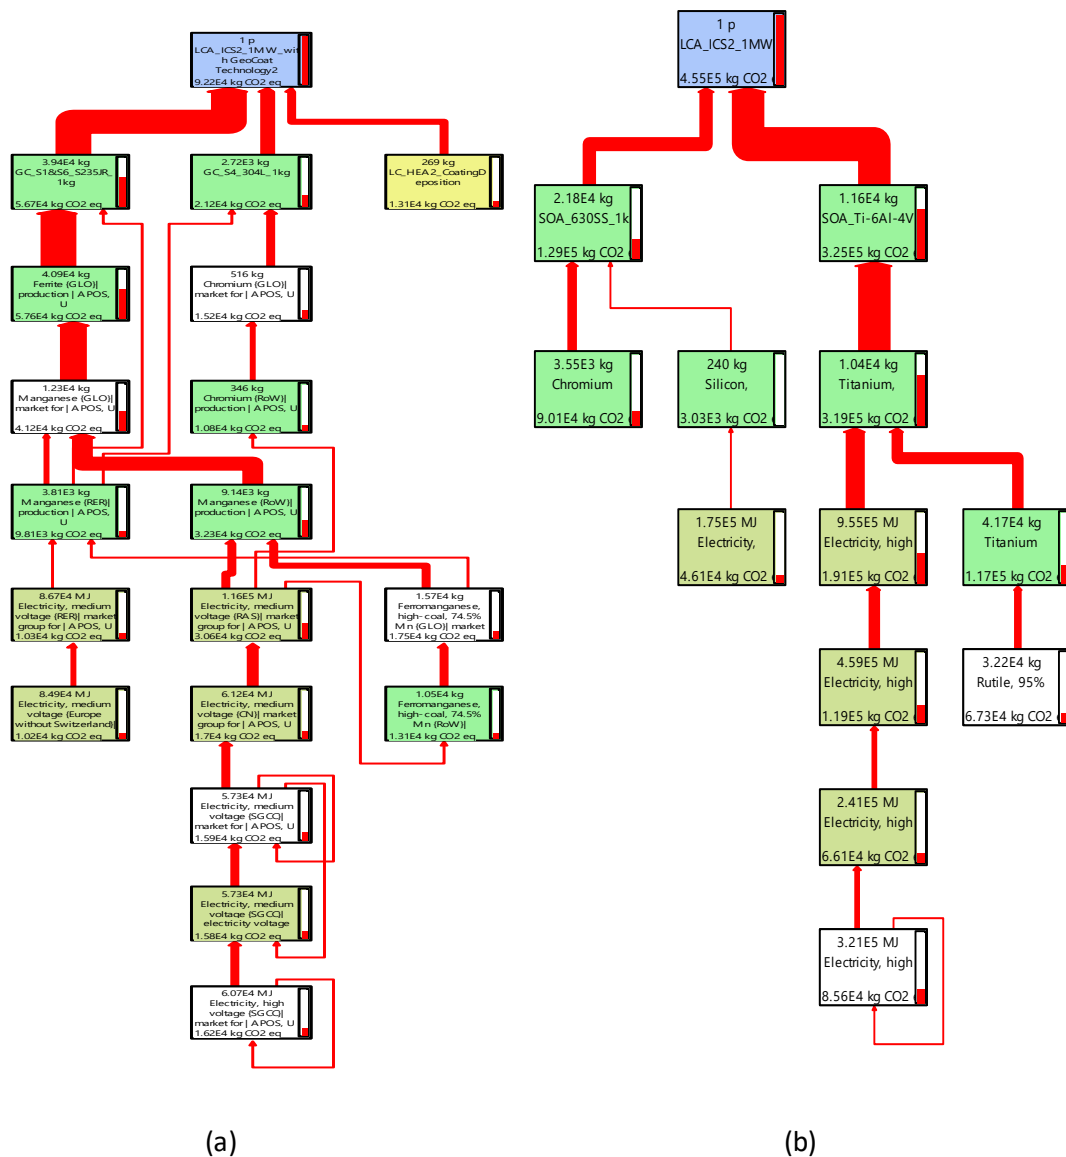 1 p
LCA_ICS2_1MW_wit
h GeoCoat
Technology2
9.22E4 kg CO2 eq
3.94E4 kg
GC_S1&S6_S235JR_
1kg
5.67E4 kg CO2 eq
2.72E3 kg
GC_S4_304L_1kg
2.12E4 kg CO2 eq
269 kg
LC_HEA2_CoatingD
eposition
1.31E4 kg CO2 eq
4.09E4 kg
Ferrite {GLO}|
production | APOS,
U
5.76E4 kg CO2 eq
516 kg
Chromium {GLO}|
market for | APOS, U
1.52E4 kg CO2 eq
1.23E4 kg
Manganese {GLO}|
market for | APOS, U
4.12E4 kg CO2 eq
346 kg
Chromium {RoW}|
production | APOS, U
1.08E4 kg CO2 eq
3.81E3 kg
Manganese {RER}|
production | APOS,
U
9.81E3 kg CO2 eq
9.14E3 kg
Manganese {RoW}|
production | APOS,
U
3.23E4 kg CO2 eq
8.67E4 MJ
Electricity, medium
voltage {RER}| market
group for | APOS, U
1.03E4 kg CO2 eq
1.16E5 MJ
Electricity, medium
voltage {RAS}| market
group for | APOS, U
3.06E4 kg CO2 eq
1.57E4 kg
Ferromanganese,
high-coal, 74.5%
Mn {GLO}| market
1.75E4 kg CO2 eq
8.49E4 MJ
Electricity, medium
voltage {Europe
without Switzerland}|
1.02E4 kg CO2 eq
6.12E4 MJ
Electricity, medium
voltage {CN}| market
group for | APOS, U
1.7E4 kg CO2 eq
1.05E4 kg
Ferromanganese,
high-coal, 74.5%
Mn {RoW}|
1.31E4 kg CO2 eq
5.73E4 MJ
Electricity, medium
voltage {SGCC}|
market for | APOS, U
1.59E4 kg CO2 eq
5.73E4 MJ
Electricity, medium
voltage {SGCC}|
electricity voltage
1.58E4 kg CO2 eq
6.07E4 MJ
Electricity, high
voltage {SGCC}|
market for | APOS, U
1.62E4 kg CO2 eq
(a)
1 p
LCA_ICS2_1MW
4.55E5 kg CO2
2.18E4 kg
SOA_630SS_1k
1.29E5 kg CO2
1.16E4 kg
SOA_Ti-6Al-4V
3.25E5 kg CO2
3.55E3 kg
Chromium
9.01E4 kg CO2
240 kg
Silicon,
3.03E3 kg CO2
1.04E4 kg
Titanium,
3.19E5 kg CO2
1.75E5 MJ
Electricity,
4.61E4 kg CO2
9.55E5 MJ
Electricity, high
1.91E5 kg CO2
4.17E4 kg
Titanium
1.17E5 kg CO2
4.59E5 MJ
Electricity, high
1.19E5 kg CO2
3.22E4 kg
Rutile, 95%
6.73E4 kg CO2
2.41E5 MJ
Electricity, high
6.61E4 kg CO2
3.21E5 MJ
Electricity, high
8.56E4 kg CO2
(b)